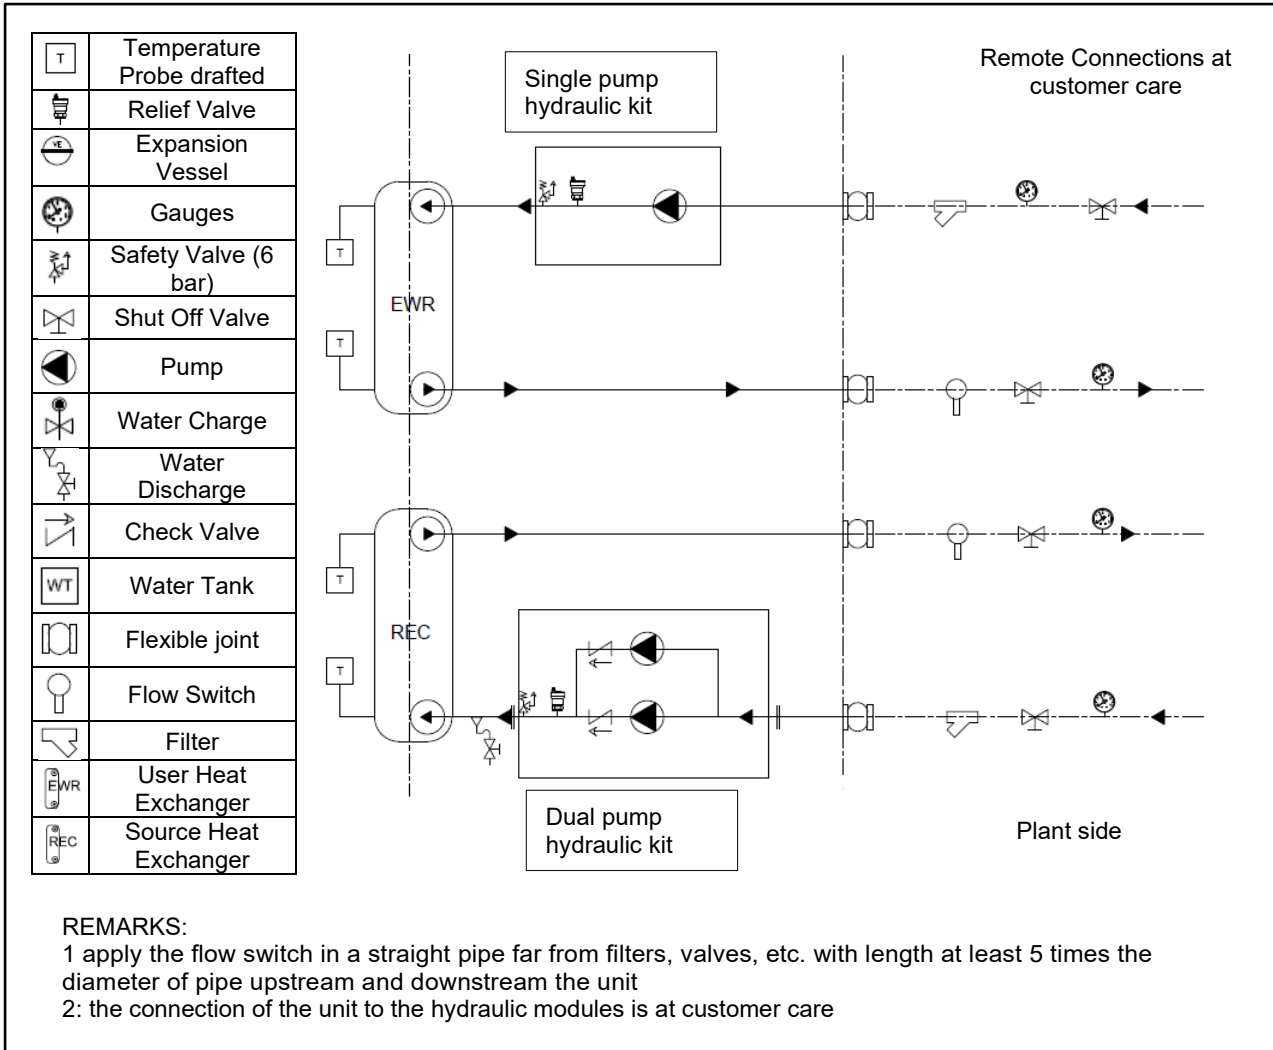 T
Temperature
Probe drafted
Relief Valve
VE
Expansion
Vessel
Gauges
Safety Valve (6
bar)
Shut Off Valve
Pump
Water Charge
Water
Discharge
Check Valve
WT
Water Tank
Flexible joint
Flow Switch
Filter
EWR
User Heat
Exchanger
REC
Source Heat
Exchanger
Single pump
hydraulic kit
Remote Connections at
customer care
T
EWR
T
T
REC
T
Dual pump
hydraulic kit
Plant side
REMARKS:
1 apply the flow switch in a straight pipe far from filters, valves, etc. with length at least 5 times the
diameter of pipe upstream and downstream the unit
2: the connection of the unit to the hydraulic modules is at customer care